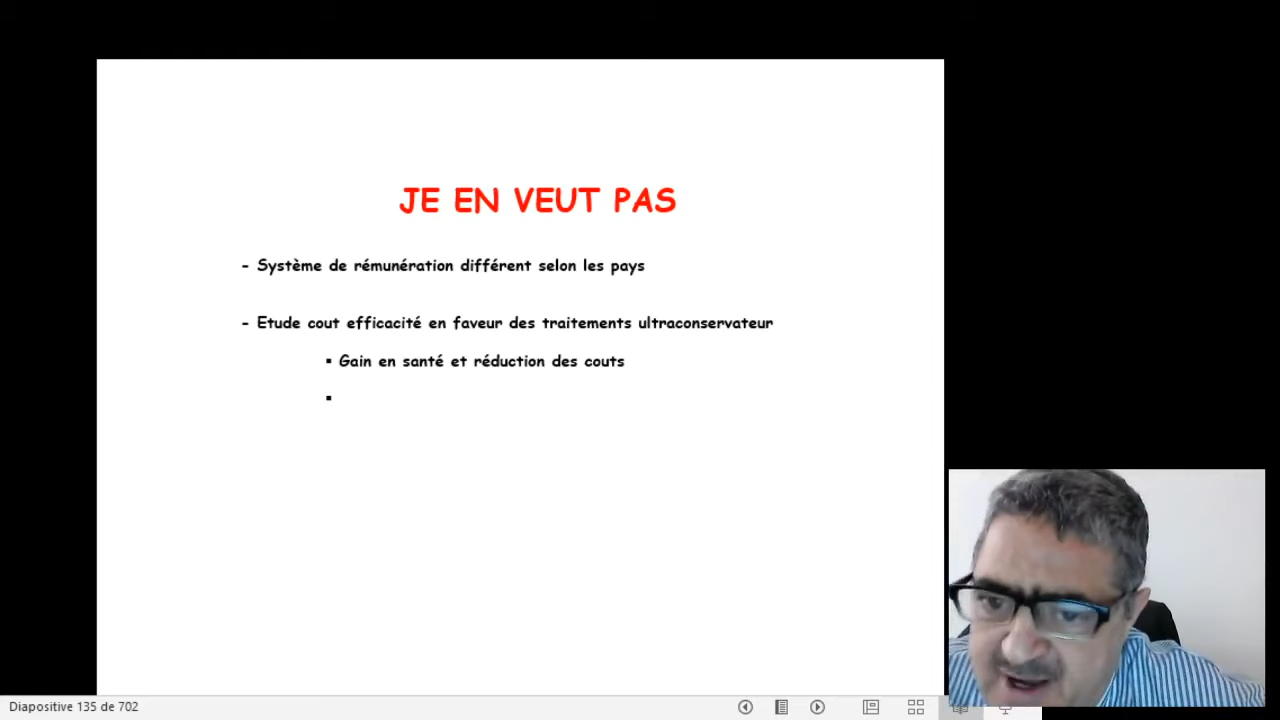 JE EN VEUT PAS
- Système de rémunération différent selon les pays
- Etude cout efficacité en faveur des traitements ultraconservateur
▪ Gain en santé et réduction des couts
▪
Diapositive 135 de 702